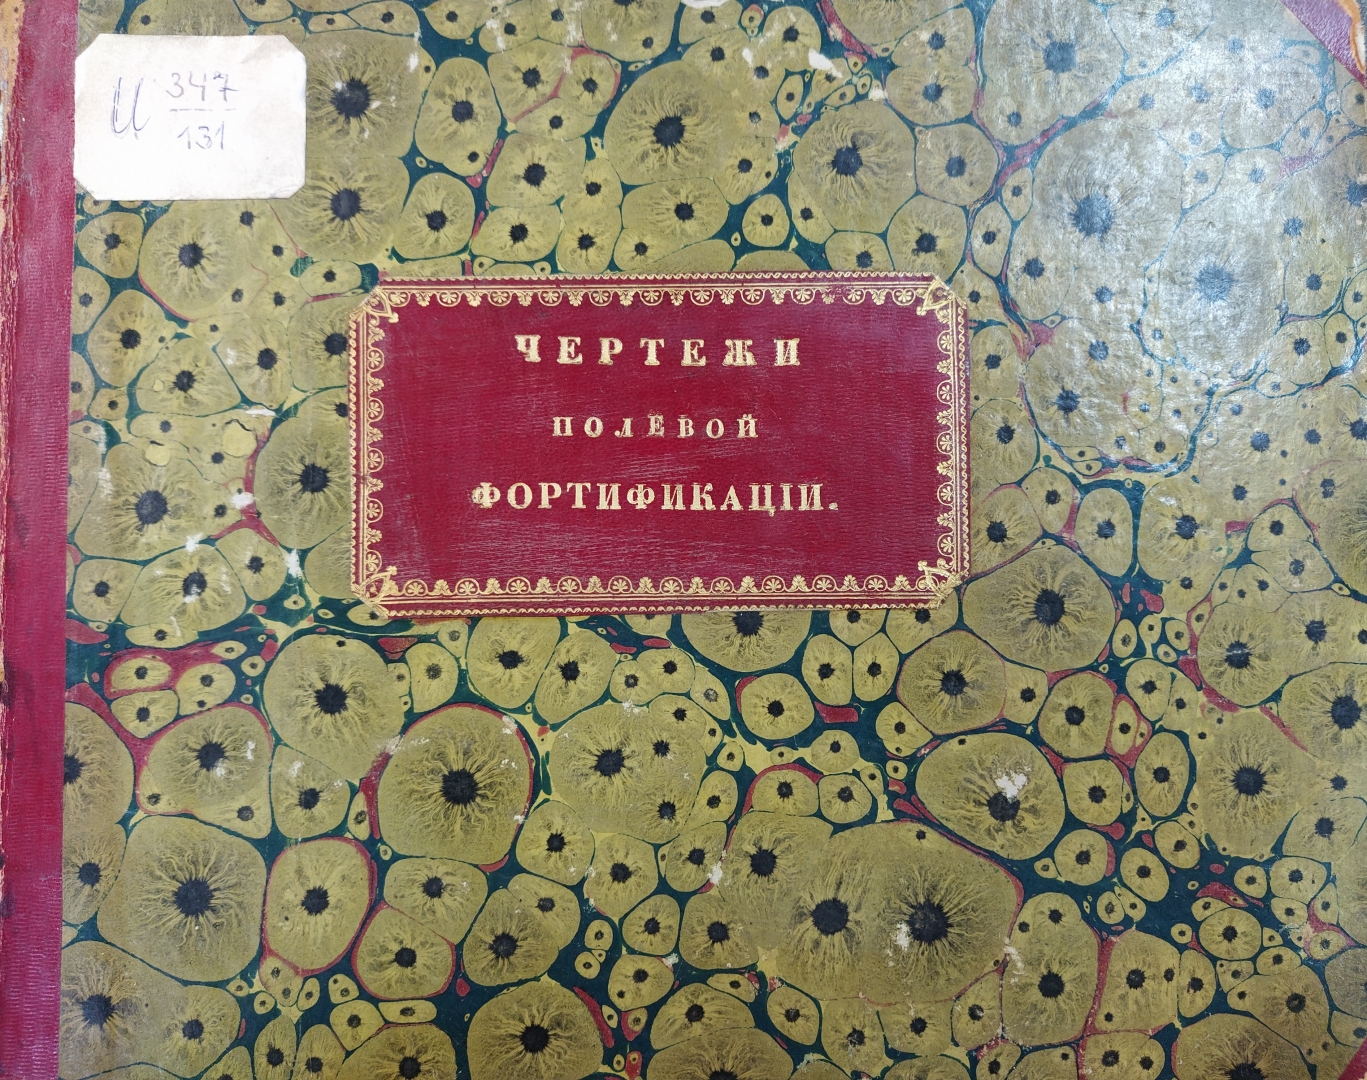 И 347
131
ЧЕРТЕЖИ
ПОЛЕВОЙ
ФОРТИФИКАЦІИ.